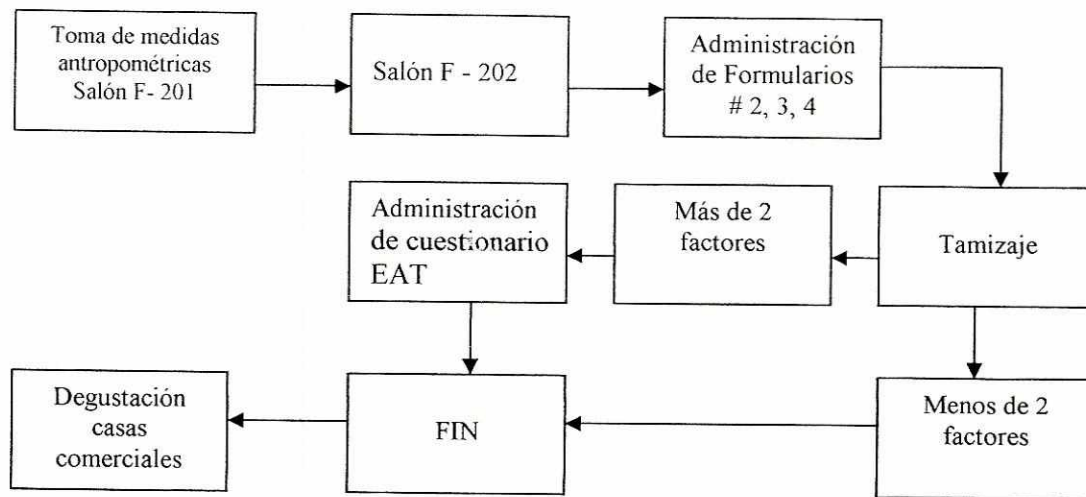 Toma de medidas
antropométricas
Salón F- 201
Salón F - 202
Administración
de Formularios
# 2, 3, 4
Administración
de cuestionario
EAT
Más de 2
factores
Tamizaje
Degustación
casas
comerciales
FIN
Menos de 2
factores